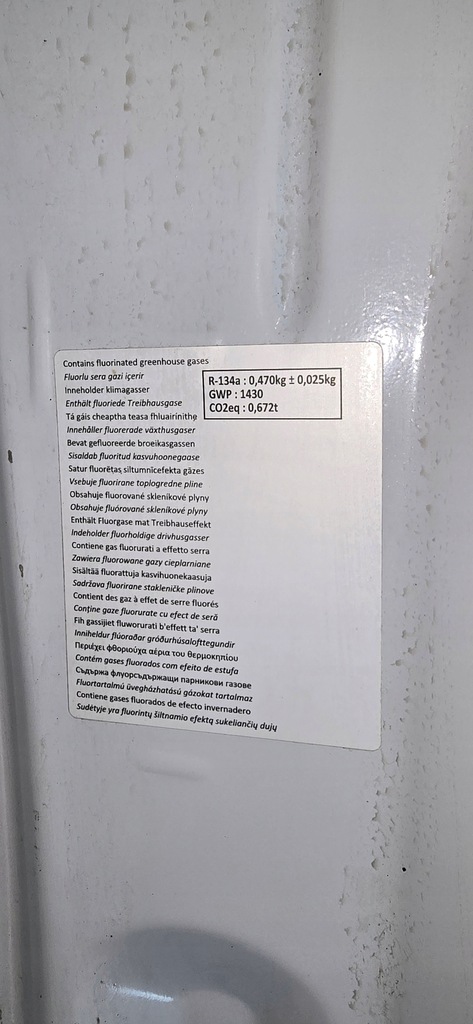 Contains fluorinated greenhouse gases
Fluorlu sera gazi içerir
Inneholder klimagasser
Enthält fluoriede Treibhausgase
Tá gáis cheaptha teasa fhluairinithe
Innehåller fluorerade växthusgaser
Bevat gefluoreerde broeikasgassen
Sisaldab fluoritud kasvuhoonegaase
Satur fluorētas siltumnīcefekta gāzes
Vsebuje fluorirane toplogredne pline
Obsahuje fluorované skleníkové plyny
Obsahuje fluórované skleníkové plyny
Enthält Fluorgase mat Treibhauseffekt
Indeholder fluorholdige drivhusgasser
Contiene gas fluorurati a effetto serra
Zawiera fluorowane gazy cieplarniane
Sisältää fluorattuja kasvihuonekaasuja
Sadržava fluorirane stakleničke plinove
Contient des gaz à effet de serre fluorés
Conține gaze fluorurate cu efect de seră
Fih gassijiet fluworurati b'effett ta' serra
Inniheldur flúoraðar gróðurhúsalofttegundir
Περιέχει φθοριούχα αέρια του θερμοκηπίου
Contém gases fluorados com efeito de estufa
Съдържа флуорсъдържащи парникови газове
Fluortartalmú üvegházhatású gázokat tartalmaz
Contiene gases fluorados de efecto invernadero
Sudėtyje yra fluorintų šiltnamio efektą sukeliančių dujų
R-134a : 0,470kg ± 0,025kg
GWP : 1430
CO2eq : 0,672t